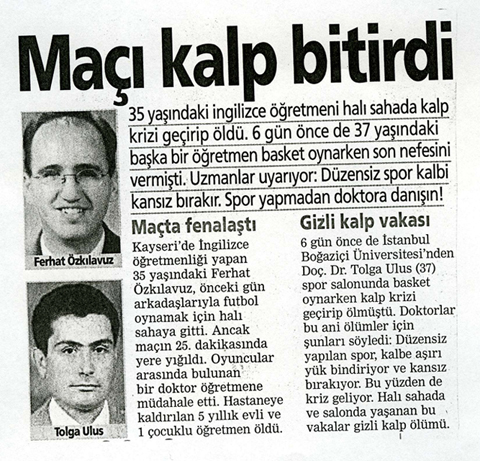 Maçı kalp bitirdi
35 yaşındaki ingilizce öğretmeni halı sahada kalp
krizi geçirip öldü. 6 gün önce de 37 yaşındaki
başka bir öğretmen basket oynarken son nefesini
vermişti. Uzmanlar uyarıyor: Düzensiz spor kalbi
kansız bırakır. Spor yapmadan doktora danışın!
Ferhat Özkılavuz
Tolga Ulus
Maçta fenalaştı
Kayseri'de İngilizce
öğretmenliği yapan
35 yaşındaki Ferhat
Özkılavuz, önceki gün
arkadaşlarıyla futbol
oynamak için halı
sahaya gitti. Ancak
maçın 25. dakikasında
yere yığıldı. Oyuncular
arasında bulunan
bir doktor öğretmene
müdahale etti. Hastaneye
kaldırılan 5 yıllık evli ve
1 çocuklu öğretmen öldü.
Gizli kalp vakası
6 gün önce de İstanbul
Boğaziçi Üniversitesi'nden
Doç. Dr. Tolga Ulus (37)
spor salonunda basket
oynarken kalp krizi
geçirip ölmüştü. Doktorlar
bu ani ölümler için
şunları söyledi: Düzensiz
yapılan spor, kalbe aşırı
yük bindiriyor ve kansız
bırakıyor. Bu yüzden de
kriz geliyor. Halı sahada
ve salonda yaşanan bu
vakalar gizli kalp ölümü.